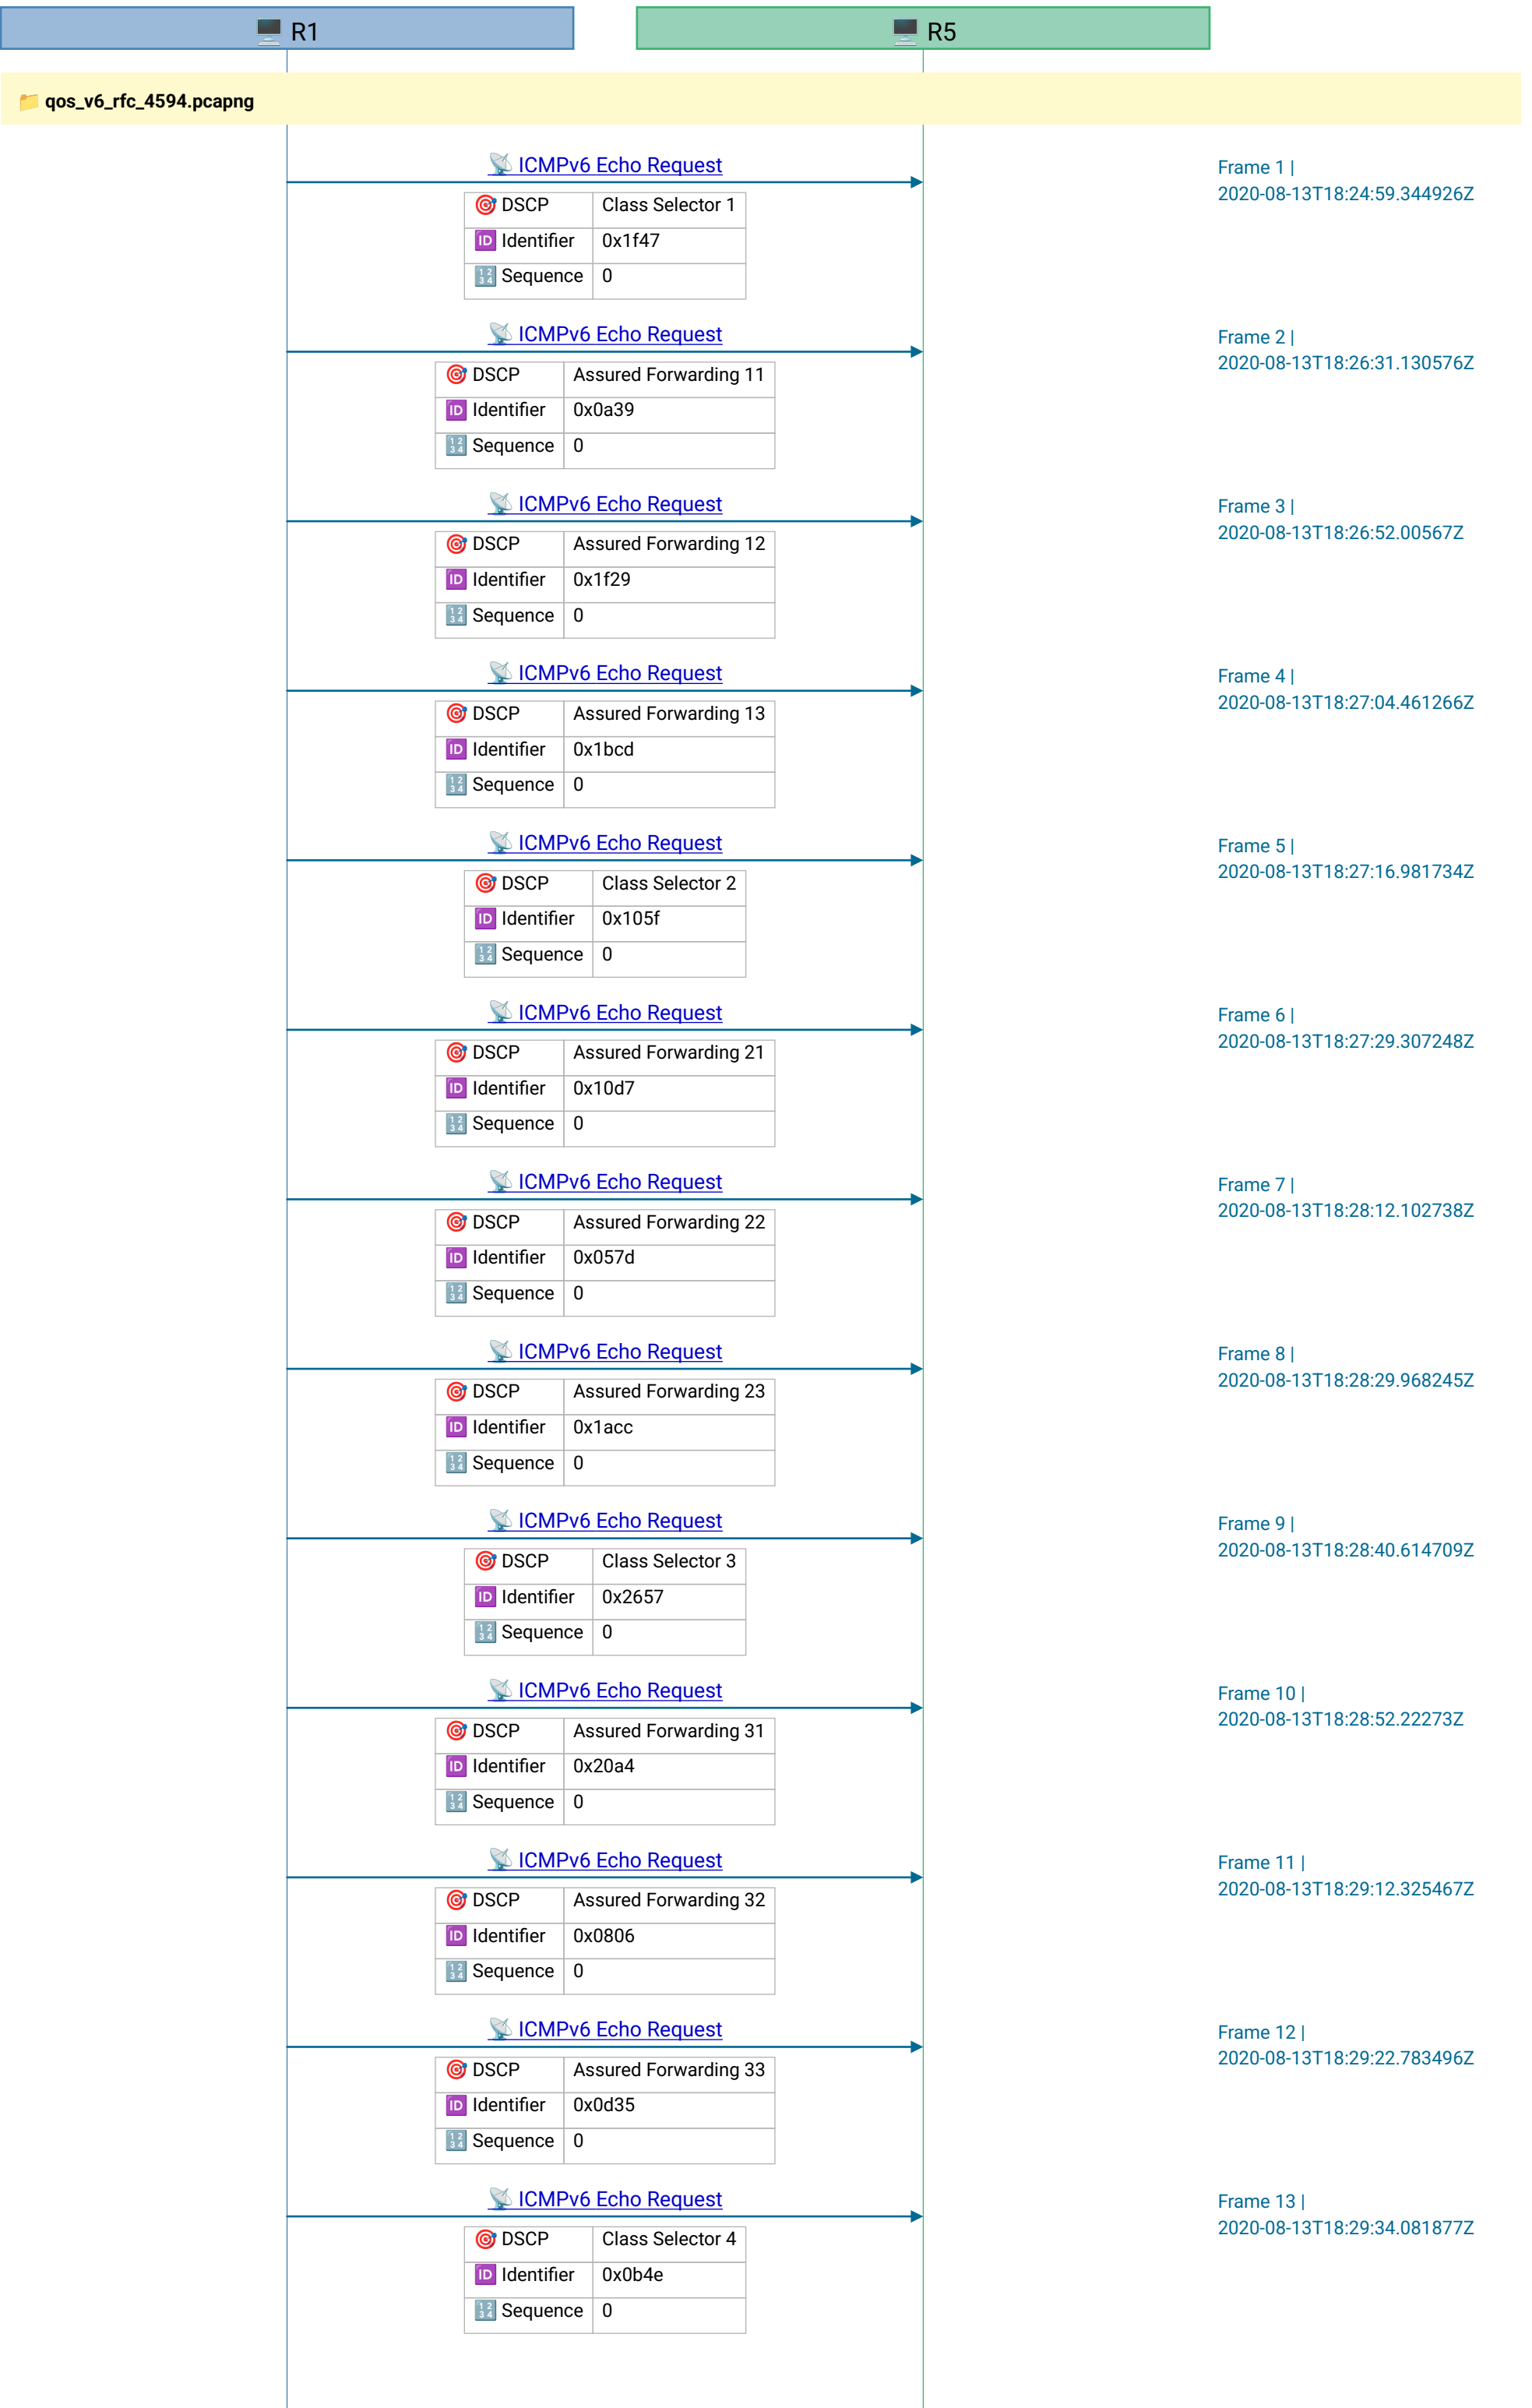 R1
R5
qos_v6_rfc_4594.pcapng
ICMPv6 Echo Request
Frame 1 |
2020-08-13T18:24:59.344926Z
DSCP Class Selector 1
Identifier 0x1f47
Sequence 0
ICMPv6 Echo Request
Frame 2 |
2020-08-13T18:26:31.130576Z
DSCP Assured Forwarding 11
Identifier 0x0a39
Sequence 0
ICMPv6 Echo Request
Frame 3 |
2020-08-13T18:26:52.00567Z
DSCP Assured Forwarding 12
Identifier 0x1f29
Sequence 0
ICMPv6 Echo Request
Frame 4 |
2020-08-13T18:27:04.461266Z
DSCP Assured Forwarding 13
Identifier 0x1bcd
Sequence 0
ICMPv6 Echo Request
Frame 5 |
2020-08-13T18:27:16.981734Z
DSCP Class Selector 2
Identifier 0x105f
Sequence 0
ICMPv6 Echo Request
Frame 6 |
2020-08-13T18:27:29.307248Z
DSCP Assured Forwarding 21
Identifier 0x10d7
Sequence 0
ICMPv6 Echo Request
Frame 7 |
2020-08-13T18:28:12.102738Z
DSCP Assured Forwarding 22
Identifier 0x057d
Sequence 0
ICMPv6 Echo Request
Frame 8 |
2020-08-13T18:28:29.968245Z
DSCP Assured Forwarding 23
Identifier 0x1acc
Sequence 0
ICMPv6 Echo Request
Frame 9 |
2020-08-13T18:28:40.614709Z
DSCP Class Selector 3
Identifier 0x2657
Sequence 0
ICMPv6 Echo Request
Frame 10 |
2020-08-13T18:28:52.22273Z
DSCP Assured Forwarding 31
Identifier 0x20a4
Sequence 0
ICMPv6 Echo Request
Frame 11 |
2020-08-13T18:29:12.325467Z
DSCP Assured Forwarding 32
Identifier 0x0806
Sequence 0
ICMPv6 Echo Request
Frame 12 |
2020-08-13T18:29:22.783496Z
DSCP Assured Forwarding 33
Identifier 0x0d35
Sequence 0
ICMPv6 Echo Request
Frame 13 |
2020-08-13T18:29:34.081877Z
DSCP Class Selector 4
Identifier 0x0b4e
Sequence 0